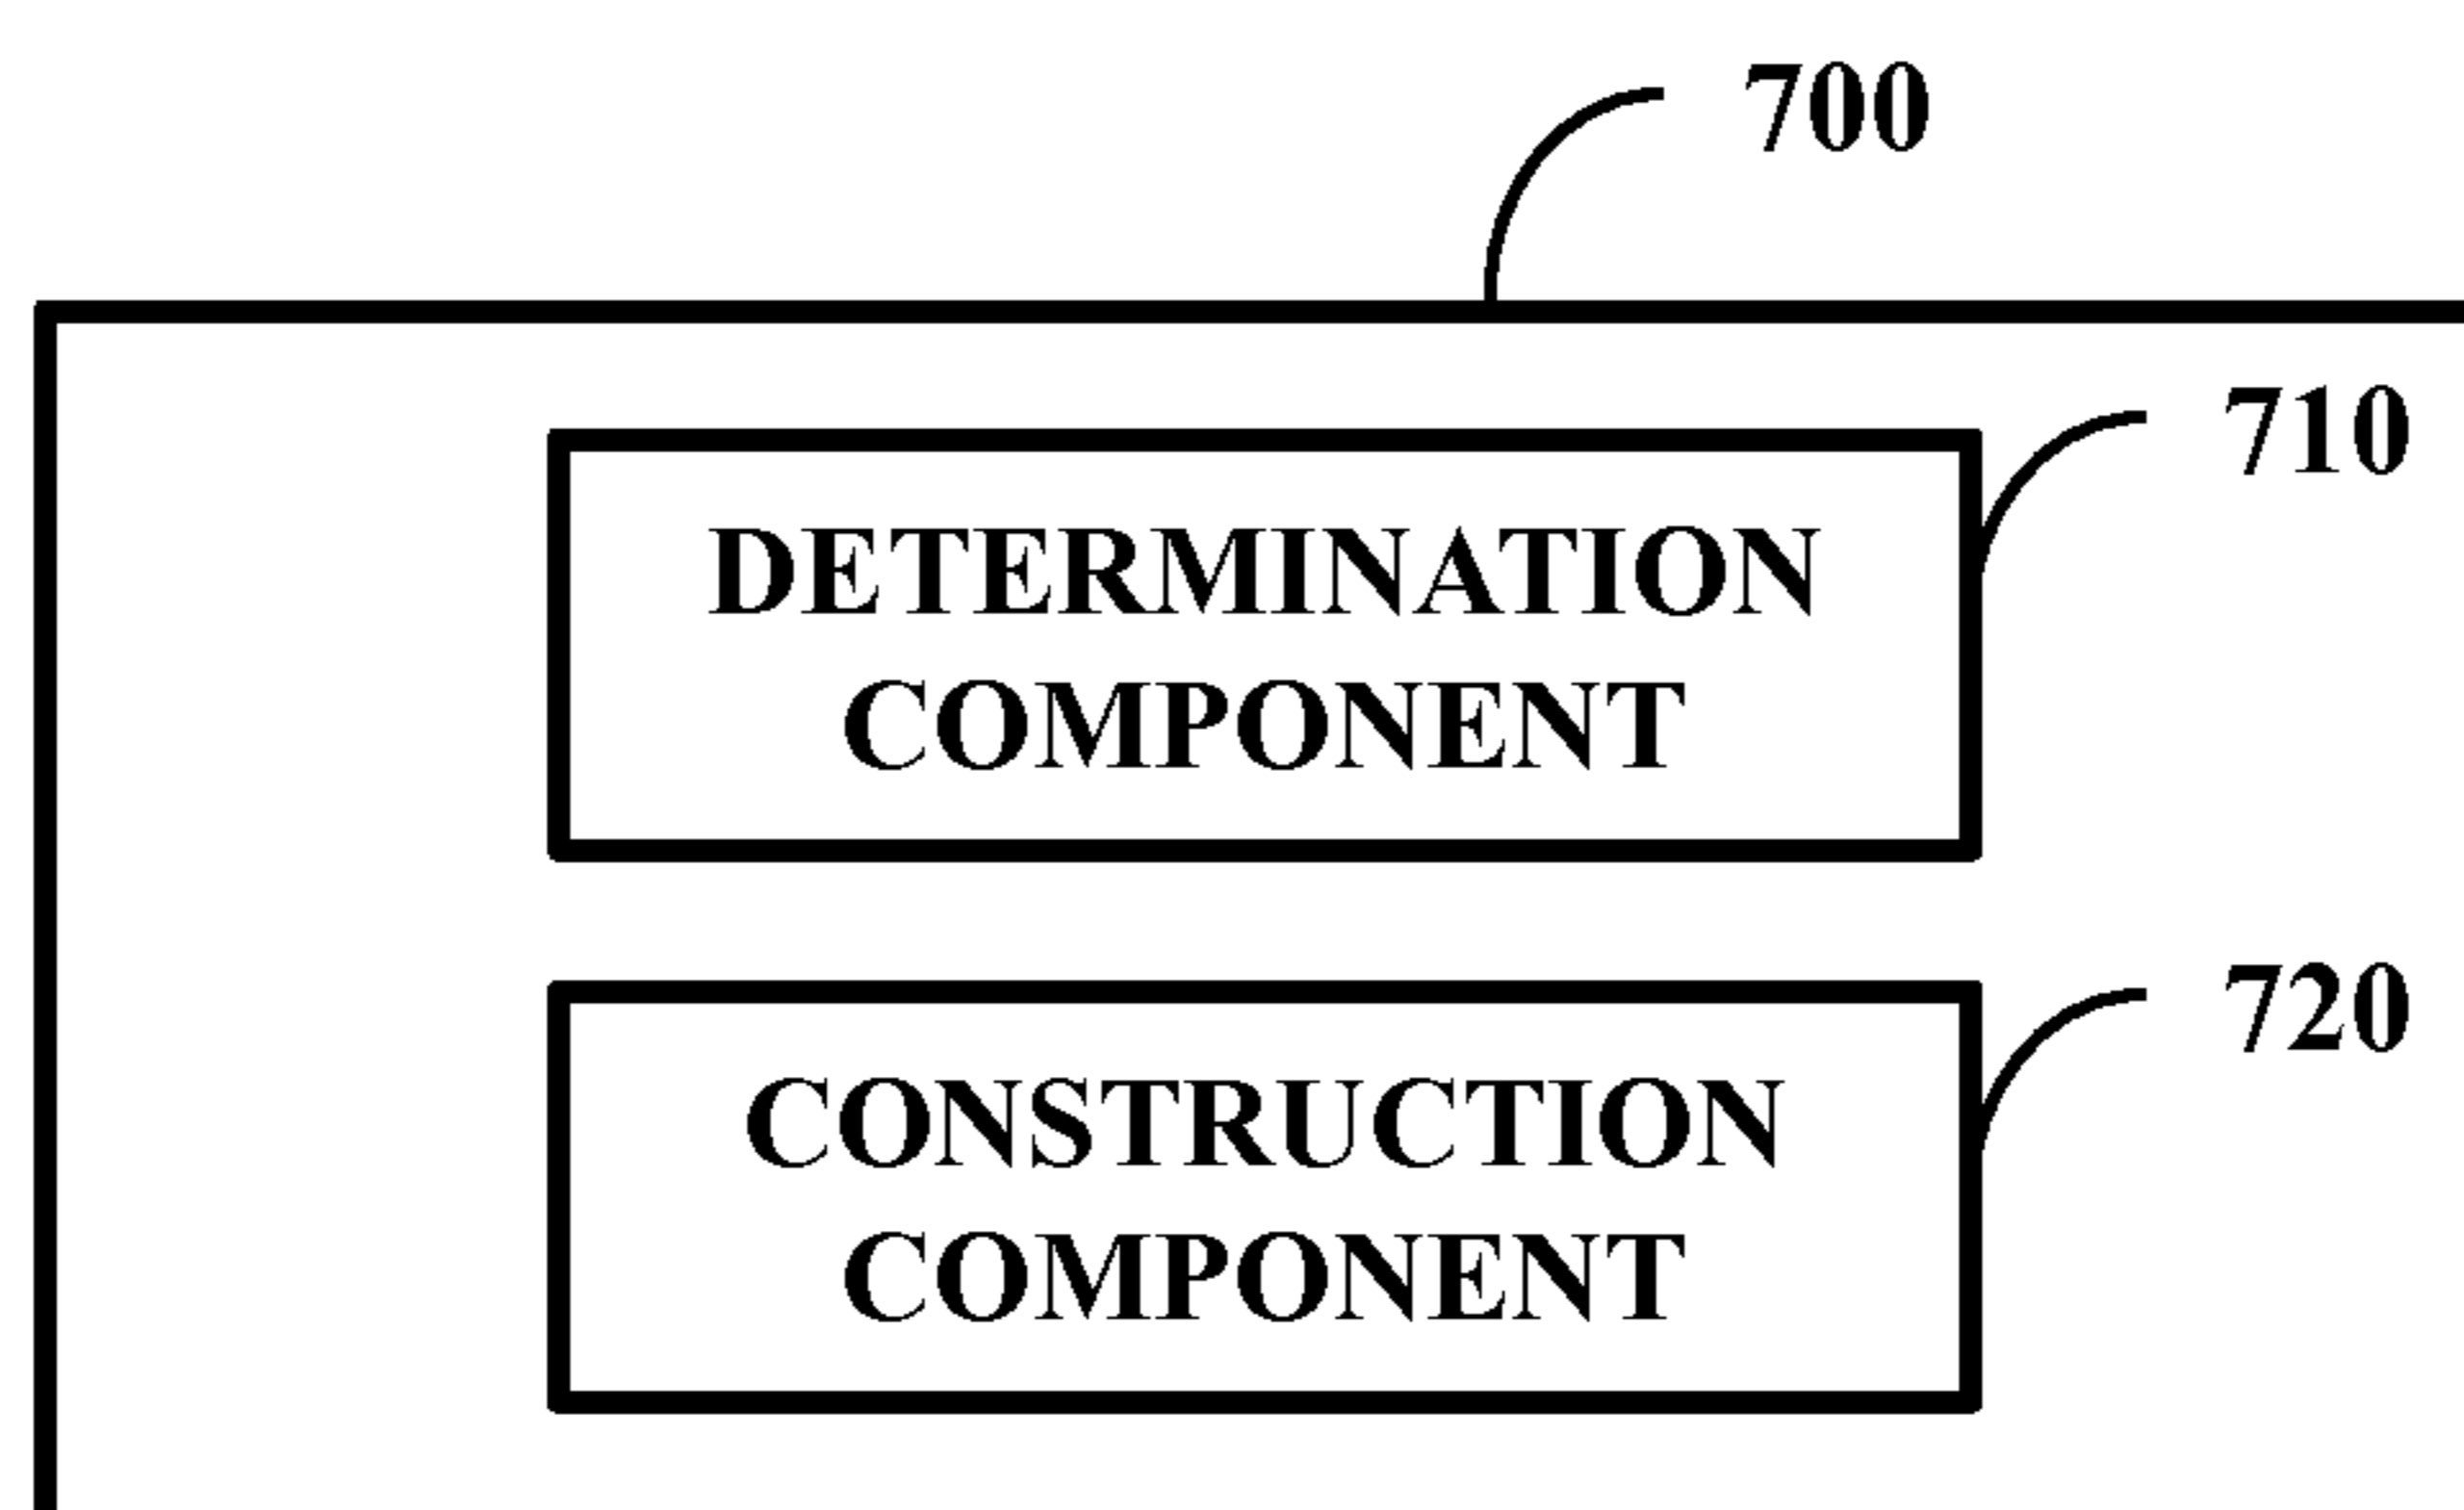 700
710
DETERMINATION
COMPONENT
720
CONSTRUCTION
COMPONENT